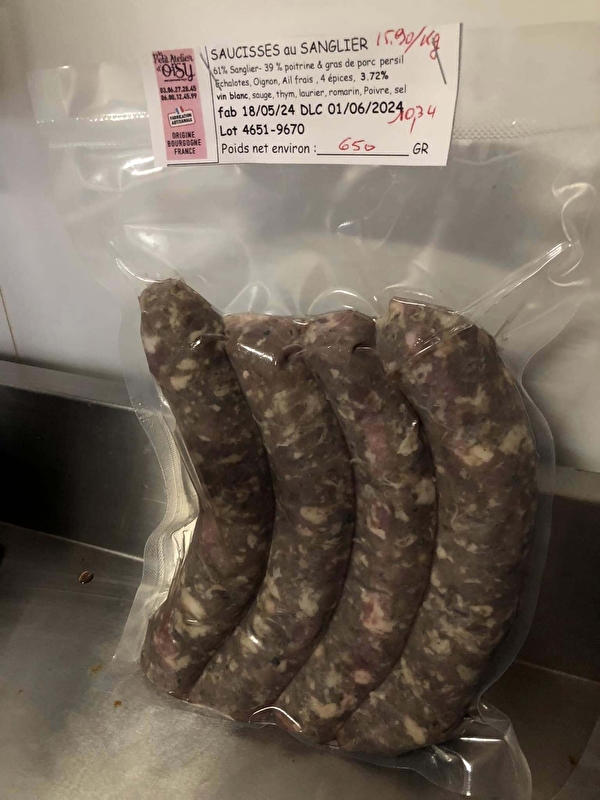 Petit Atelier
d'OISY
03.86.27.28.45
06.80.12.45.99
FABRICATION
ARTISANALE
ORIGINE
BOURGOGNE
FRANCE
SAUCISSES au SANGLIER 15.90/Kg
61% Sanglier- 39 % poitrine & gras de porc persil
Echalotes, Oignon, Ail frais , 4 épices, 3,72%
vin blanc, sauge, thym, laurier, romarin, Poivre, sel
fab 18/05/24 DLC 01/06/2024
10,34
Lot 4651-9670
Poids net environ : 650 GR